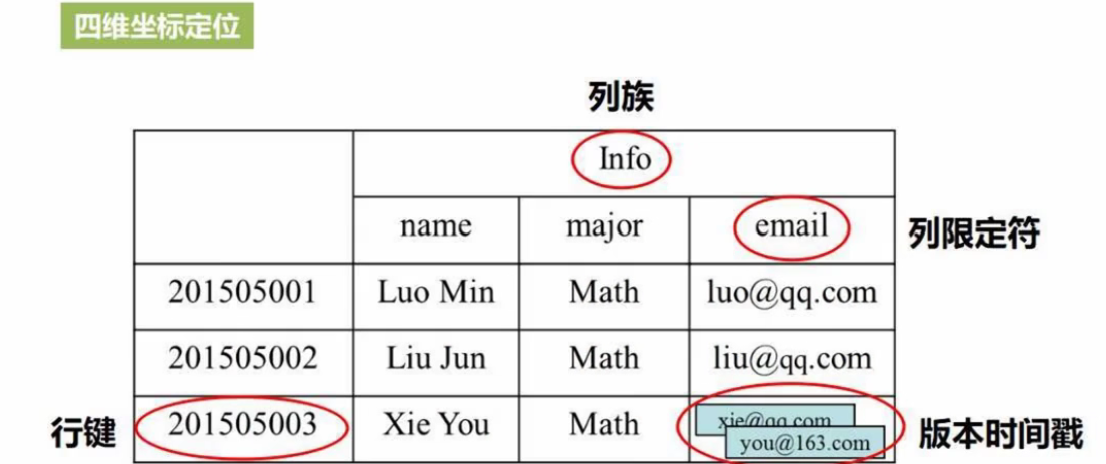 四维坐标定位
列族
Info
name major email 列限定符
201505001 Luo Min Math luo@qq.com
201505002 Liu Jun Math liu@qq.com
行键 201505003 Xie You Math xie@qq.com 版本时间戳
you@163.com